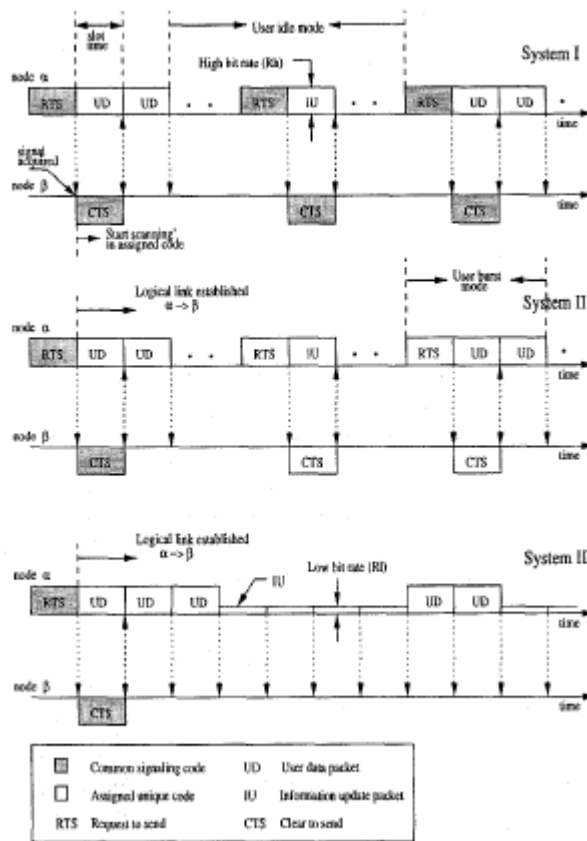 slot time
User idle mode
System I
node α
High bit rate (Rh)
RTS UD UD IU RTS UD UD
RTS
time
signal acquired
node β
time
CTS CTS CTS
Start scanning in assigned code
Logical link established
α -> β
User burst mode
System II
node α
RTS UD UD RTS IU RTS UD UD
time
node β
time
CTS CTS CTS
Logical link established
α -> β
System III
node α
IU
Low bit rate (Rl)
RTS UD UD UD UD UD
time
node β
time
CTS
Common signaling code UD User data packet
Assigned unique code IU Information update packet
RTS Request to send CTS Clear to send